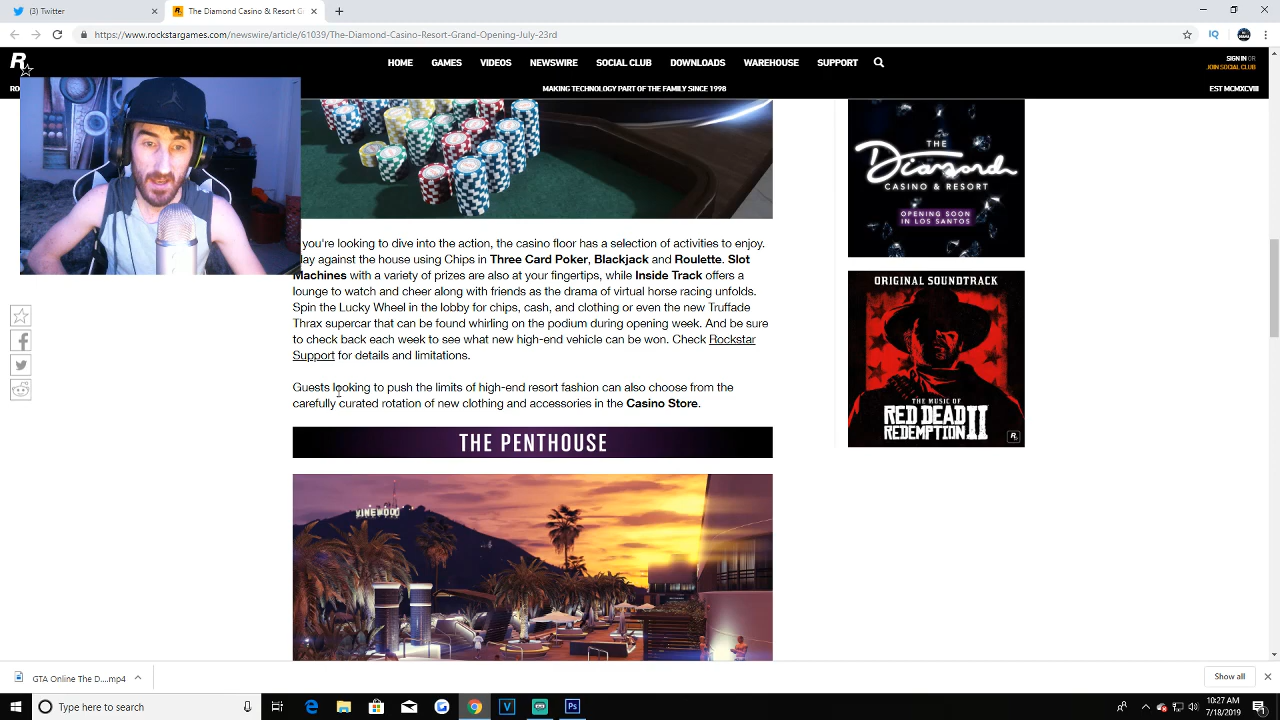 (3) Twitter
The Diamond Casino & Resort G
https://www.rockstargames.com/newswire/article/61039/The-Diamond-Casino-Resort-Grand-Opening-July-23rd
IQ
R
HOME GAMES VIDEOS NEWSWIRE SOCIAL CLUB DOWNLOADS WAREHOUSE SUPPORT
SIGN IN OR
JOIN SOCIAL CLUB
RO
MAKING TECHNOLOGY PART OF THE FAMILY SINCE 1998
EST MCMXCVIII
you're looking to dive into the action, the casino floor has a selection of activities to enjoy.
lay against the house using Chips in Three Card Poker, Blackjack and Roulette. Slot
Machines with a variety of prizes are also at your fingertips, while Inside Track offers a
lounge to watch and cheer along with friends as the drama of virtual horse racing unfolds.
Spin the Lucky Wheel in the lobby for chips, cash, and clothing or even the new Truffade
Thrax supercar that can be found whirling on the podium during opening week. And be sure
to check back each week to see what new high-end vehicle can be won. Check Rockstar
Support for details and limitations.
Guests looking to push the limits of high-end resort fashion can also choose from the
carefully curated rotation of new clothing and accessories in the Casino Store.
THE PENTHOUSE
VINEWOOD
THE
Diamond
CASINO & RESORT
OPENING SOON
IN LOS SANTOS
ORIGINAL SOUNDTRACK
THE MUSIC OF
RED DEAD
REDEMPTION II
R
GTA Online The D....mp4
Show all
Type here to search
V
Ps
10:27 AM
7/18/2019